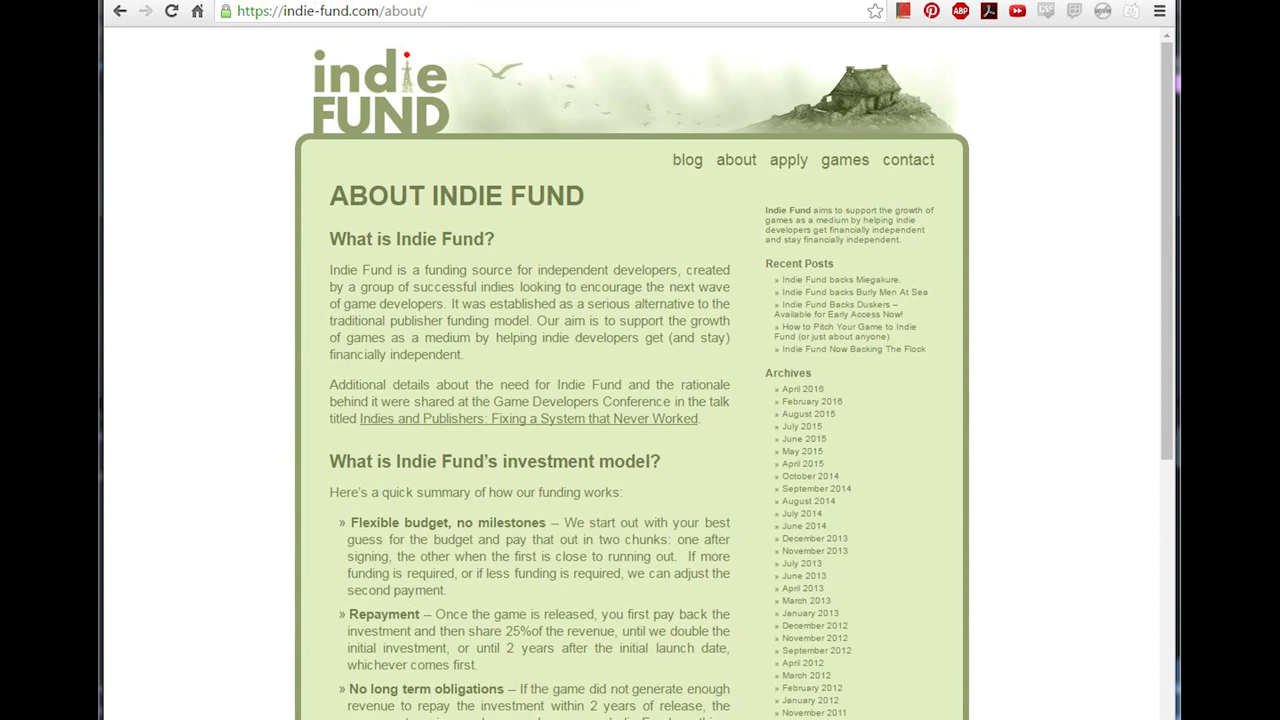 https://indie-fund.com/about/
indie
FUND
blog about apply games contact
ABOUT INDIE FUND
What is Indie Fund?
Indie Fund is a funding source for independent developers, created
by a group of successful indies looking to encourage the next wave
of game developers. It was established as a serious alternative to the
traditional publisher funding model. Our aim is to support the growth
of games as a medium by helping indie developers get (and stay)
financially independent.
Additional details about the need for Indie Fund and the rationale
behind it were shared at the Game Developers Conference in the talk
titled Indies and Publishers: Fixing a System that Never Worked.
What is Indie Fund's investment model?
Here's a quick summary of how our funding works:
» Flexible budget, no milestones – We start out with your best
guess for the budget and pay that out in two chunks: one after
signing, the other when the first is close to running out. If more
funding is required, or if less funding is required, we can adjust the
second payment.
» Repayment – Once the game is released, you first pay back the
investment and then share 25%of the revenue, until we double the
initial investment, or until 2 years after the initial launch date,
whichever comes first.
» No long term obligations – If the game did not generate enough
revenue to repay the investment within 2 years of release, the
Indie Fund aims to support the growth of
games as a medium by helping indie
developers get financially independent
and stay financially independent.
Recent Posts
» Indie Fund backs Miegakure.
» Indie Fund backs Burly Men At Sea
» Indie Fund Backs Duskers –
Available for Early Access Now!
» How to Pitch Your Game to Indie
Fund (or just about anyone)
» Indie Fund Now Backing The Flock
Archives
» April 2016
» February 2016
» August 2015
» July 2015
» June 2015
» May 2015
» April 2015
» October 2014
» September 2014
» August 2014
» July 2014
» June 2014
» December 2013
» November 2013
» July 2013
» June 2013
» April 2013
» March 2013
» January 2013
» December 2012
» November 2012
» September 2012
» April 2012
» March 2012
» February 2012
» January 2012
» November 2011
ABP